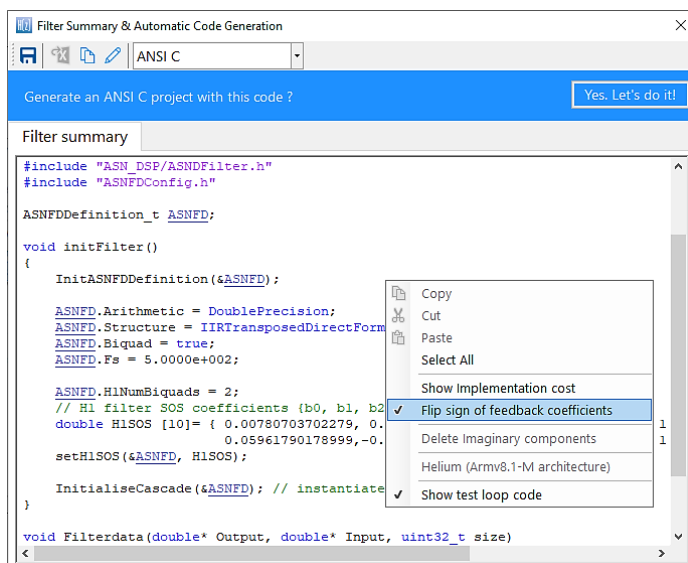 Filter Summary & Automatic Code Generation
ANSI C
Generate an ANSI C project with this code ?
Yes. Let's do it!
Filter summary
#include "ASN_DSP/ASNDFilter.h"
#include "ASNFDConfig.h"
ASNFDDefinition_t ASNFD;
void initFilter()
{
InitASNFDDefinition(&ASNFD);
ASNFD.Arithmetic = DoublePrecision;
ASNFD.Structure = IIRTransposedDirectForm
ASNFD.Biquad = true;
ASNFD.Fs = 5.0000e+002;
ASNFD.H1NumBiquads = 2;
// H1 filter SOS coefficients {b0, b1, b2
double H1SOS [10]= { 0.00780703702279, 0. 1
0.05961790178999,-0. 1
setH1SOS(&ASNFD, H1SOS);
InitialiseCascade(&ASNFD); // instantiate
}
void Filterdata(double* Output, double* Input, uint32_t size)
Copy
Cut
Paste
Select All
Show Implementation cost
Flip sign of feedback coefficients
Delete Imaginary components
Helium (Armv8.1-M architecture)
Show test loop code